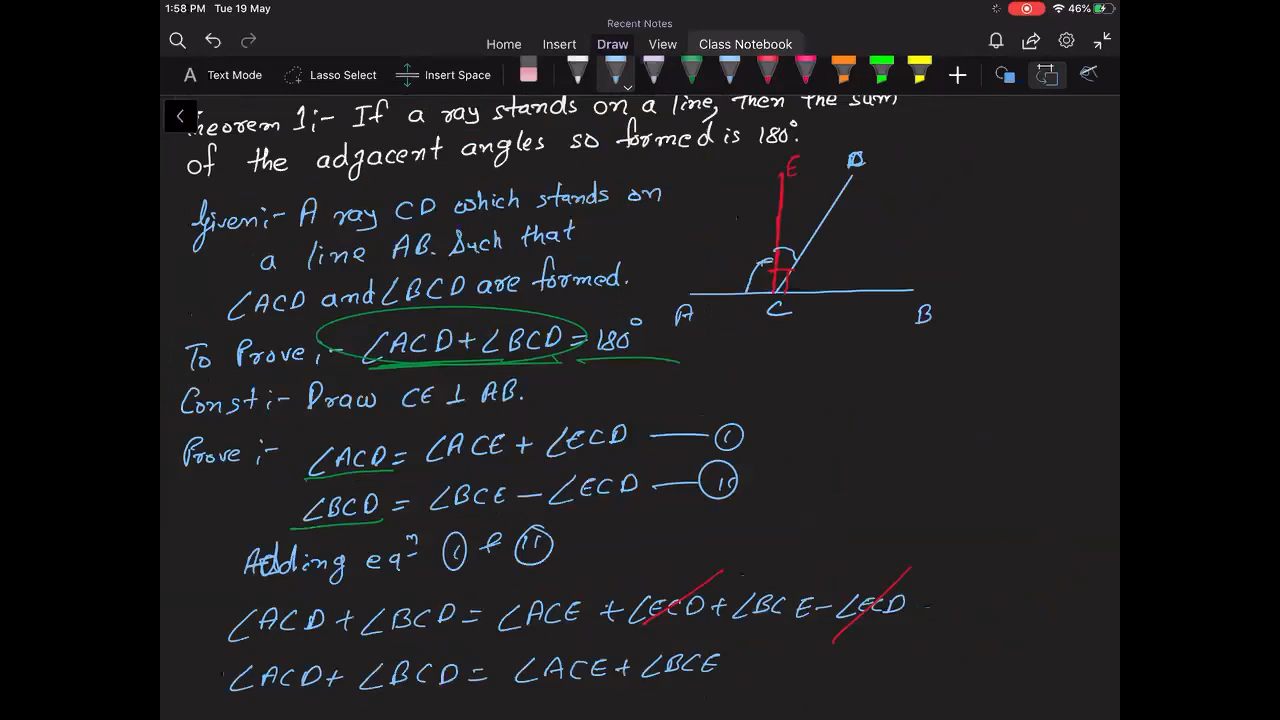 1:58 PM Tue 19 May
46%
Recent Notes
Home Insert Draw View Class Notebook
Text Mode Lasso Select Insert Space
Theorem 1:- If a ray stands on a line, then the sum
of the adjacent angles so formed is 180°.
Given:- A ray CD which stands on
a line AB. Such that
∠ACD and ∠BCD are formed.
To Prove:- ∠ACD + ∠BCD = 180°
Const:- Draw CE ⊥ AB.
Prove:- ∠ACD = ∠ACE + ∠ECD — (i)
∠BCD = ∠BCE - ∠ECD — (ii)
Adding eqn (i) & (ii)
∠ACD + ∠BCD = ∠ACE + ∠ECD + ∠BCE - ∠ECD
∠ACD + ∠BCD = ∠ACE + ∠BCE
E D
A C B